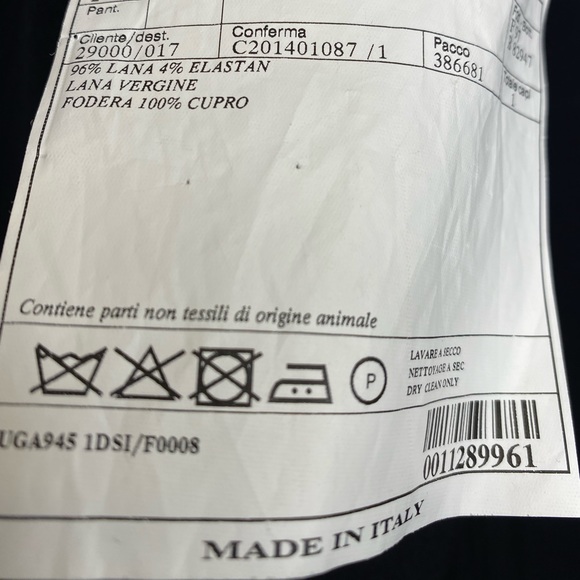 Pant.
Cliente/dest.
29000/017
Conferma
C201401087 /1
Pacco
386681
1
96% LANA 4% ELASTAN
LANA VERGINE
FODERA 100% CUPRO
Contiene parti non tessili di origine animale
P
LAVARE A SECCO
NETTOYAGE A SEC
DRY CLEAN ONLY
UGA945 1DSI/F0008
0011289961
MADE IN ITALY